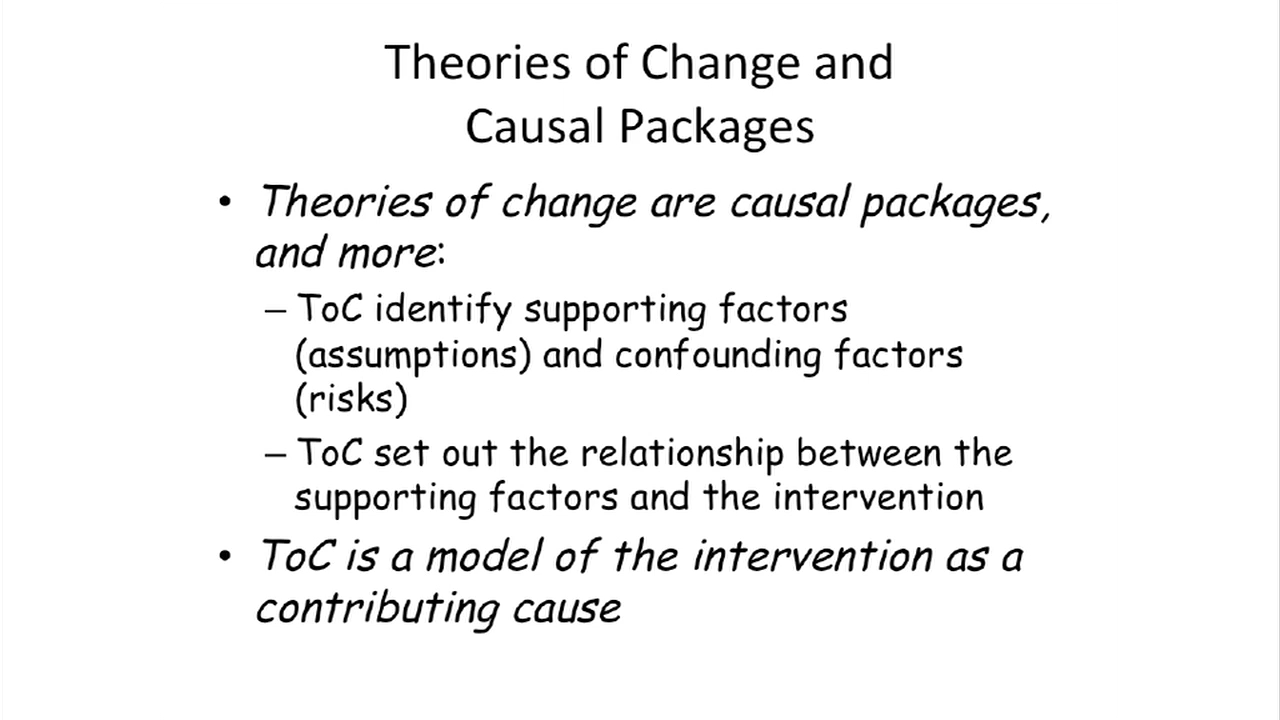 Theories of Change and
Causal Packages
• Theories of change are causal packages,
and more:
– ToC identify supporting factors
(assumptions) and confounding factors
(risks)
– ToC set out the relationship between the
supporting factors and the intervention
• ToC is a model of the intervention as a
contributing cause